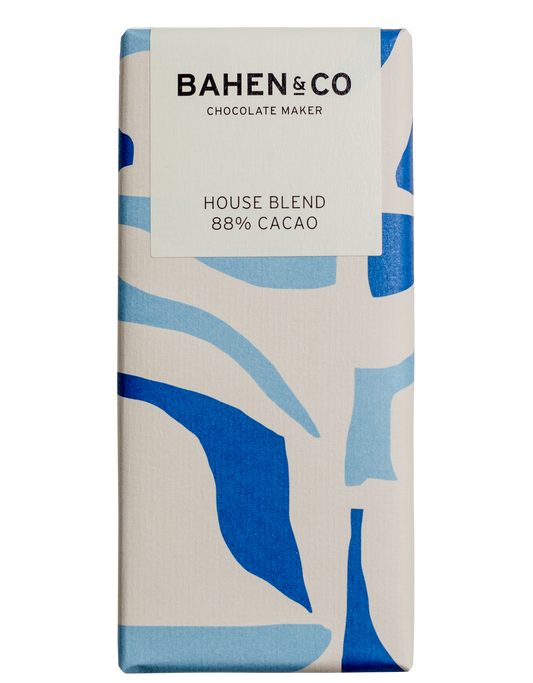 BAHEN & CO
CHOCOLATE MAKER
HOUSE BLEND
88% CACAO